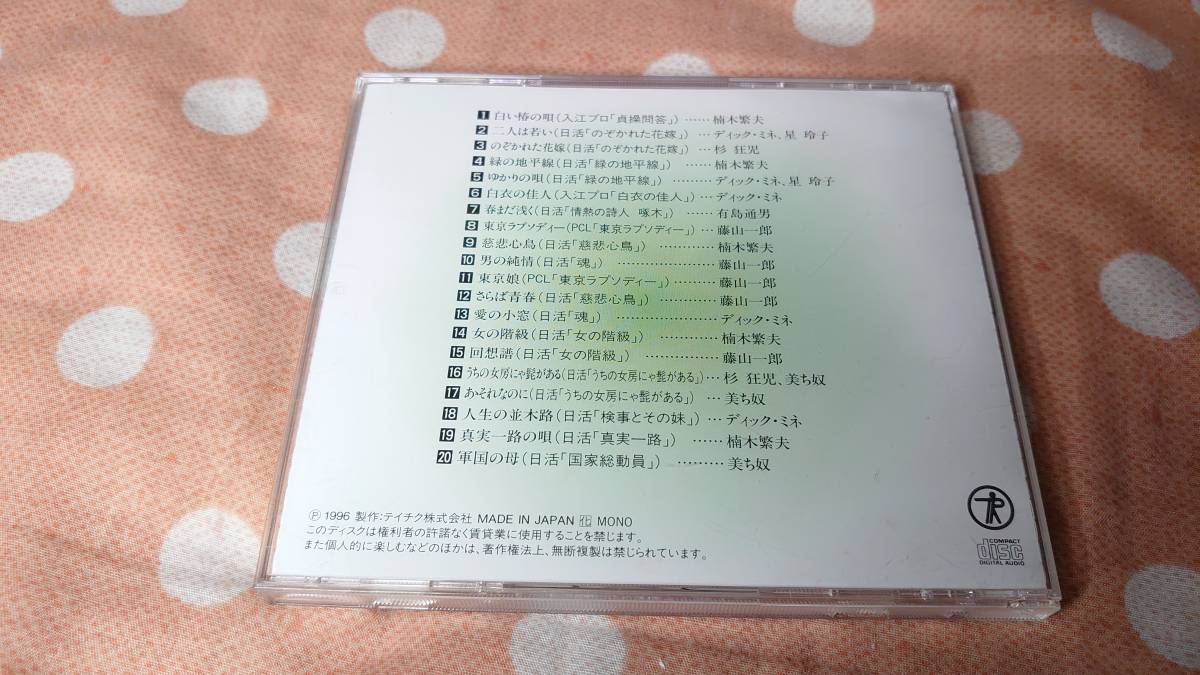 1 白い椿の唄(入江プロ「貞操問答」)……楠木繁夫
2 二人は若い(日活「のぞかれた花嫁」)…ディック・ミネ、星 玲子
3 のぞかれた花嫁(日活「のぞかれた花嫁」)…杉 狂児
4 緑の地平線(日活「緑の地平線」)……楠木繁夫
5 ゆかりの唄(日活「緑の地平線」)………ディック・ミネ、星 玲子
6 白衣の佳人(入江プロ「白衣の佳人」)…ディック・ミネ
7 春まだ浅く(日活「情熱の詩人 啄木」)……有島通男
8 東京ラプソディー(PCL「東京ラプソディー」)……藤山一郎
9 慈悲心鳥(日活「慈悲心鳥」)…………楠木繁夫
10 男の純情(日活「魂」)………………藤山一郎
11 東京娘(PCL「東京ラプソディー」)………藤山一郎
12 さらば青春(日活「慈悲心鳥」)…………藤山一郎
13 愛の小窓(日活「魂」)…………………ディック・ミネ
14 女の階級(日活「女の階級」)…………楠木繁夫
15 回想譜(日活「女の階級」)……………藤山一郎
16 うちの女房にゃ髭がある(日活「うちの女房にゃ髭がある」)…杉 狂児、美ち奴
17 あゝそれなのに(日活「うちの女房にゃ髭がある」)…美ち奴
18 人生の並木路(日活「検事とその妹」)…ディック・ミネ
19 真実一路の唄(日活「真実一路」)……楠木繁夫
20 軍国の母(日活「国家総動員」)………美ち奴
Ⓟ 1996 製作:テイチク株式会社 MADE IN JAPAN MONO
このディスクは権利者の許諾なく賃貸業に使用することを禁じます。
また個人的に楽しむなどのほかは、著作権法上、無断複製は禁じられています。
COMPACT
disc
DIGITAL AUDIO